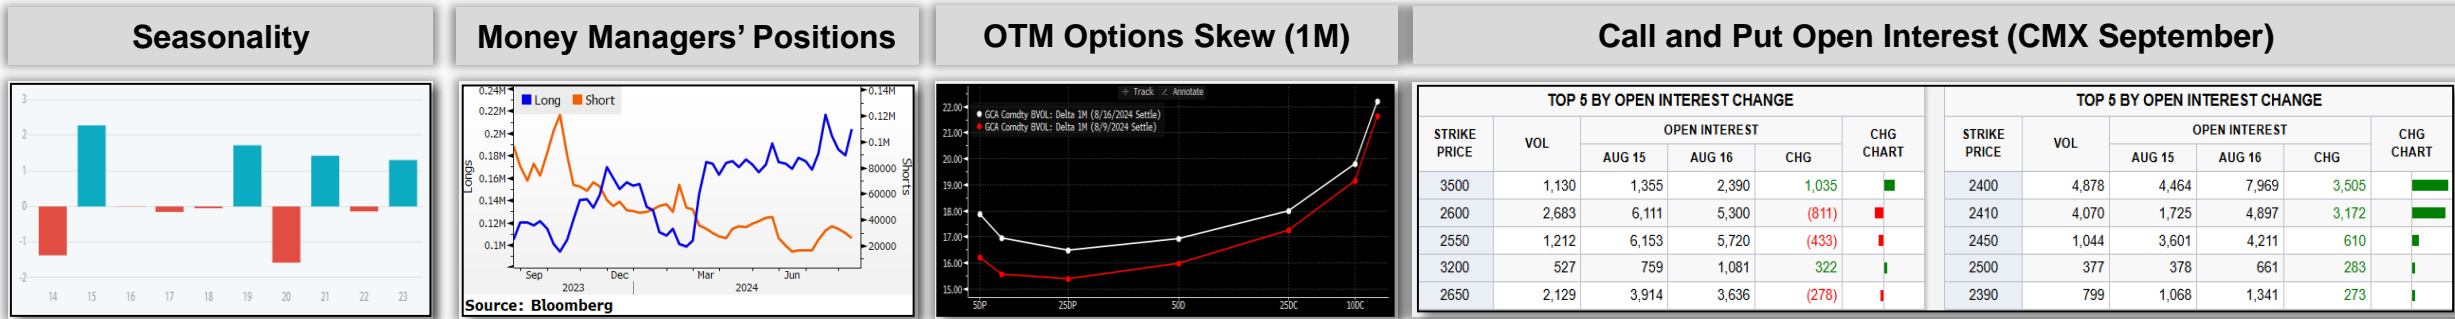 Seasonality
Money Managers' Positions
OTM Options Skew (1M)
Call and Put Open Interest (CMX September)
3
2
1
0
-1
-2
14 15 16 17 18 19 20 21 22 23
Long Short
0.24M
0.22M
0.2M
0.18M
0.16M
0.14M
0.12M
0.1M
Longs
0.14M
0.12M
0.1M
80000
60000
40000
20000
Shorts
Sep Dec Mar Jun
2023 2024
Source: Bloomberg
Track Annotate
GCA Comdty BVOL: Delta 1M (8/16/2024 Settle)
GCA Comdty BVOL: Delta 1M (8/9/2024 Settle)
22.00
21.00
20.00
19.00
18.00
17.00
16.00
15.00
5DP 25DP 50D 25DC 10DC
TOP 5 BY OPEN INTEREST CHANGE
STRIKE PRICE VOL OPEN INTEREST CHG CHART
AUG 15 AUG 16 CHG
3500 1,130 1,355 2,390 1,035
2600 2,683 6,111 5,300 (811)
2550 1,212 6,153 5,720 (433)
3200 527 759 1,081 322
2650 2,129 3,914 3,636 (278)
TOP 5 BY OPEN INTEREST CHANGE
STRIKE PRICE VOL OPEN INTEREST CHG CHART
AUG 15 AUG 16 CHG
2400 4,878 4,464 7,969 3,505
2410 4,070 1,725 4,897 3,172
2450 1,044 3,601 4,211 610
2500 377 378 661 283
2390 799 1,068 1,341 273